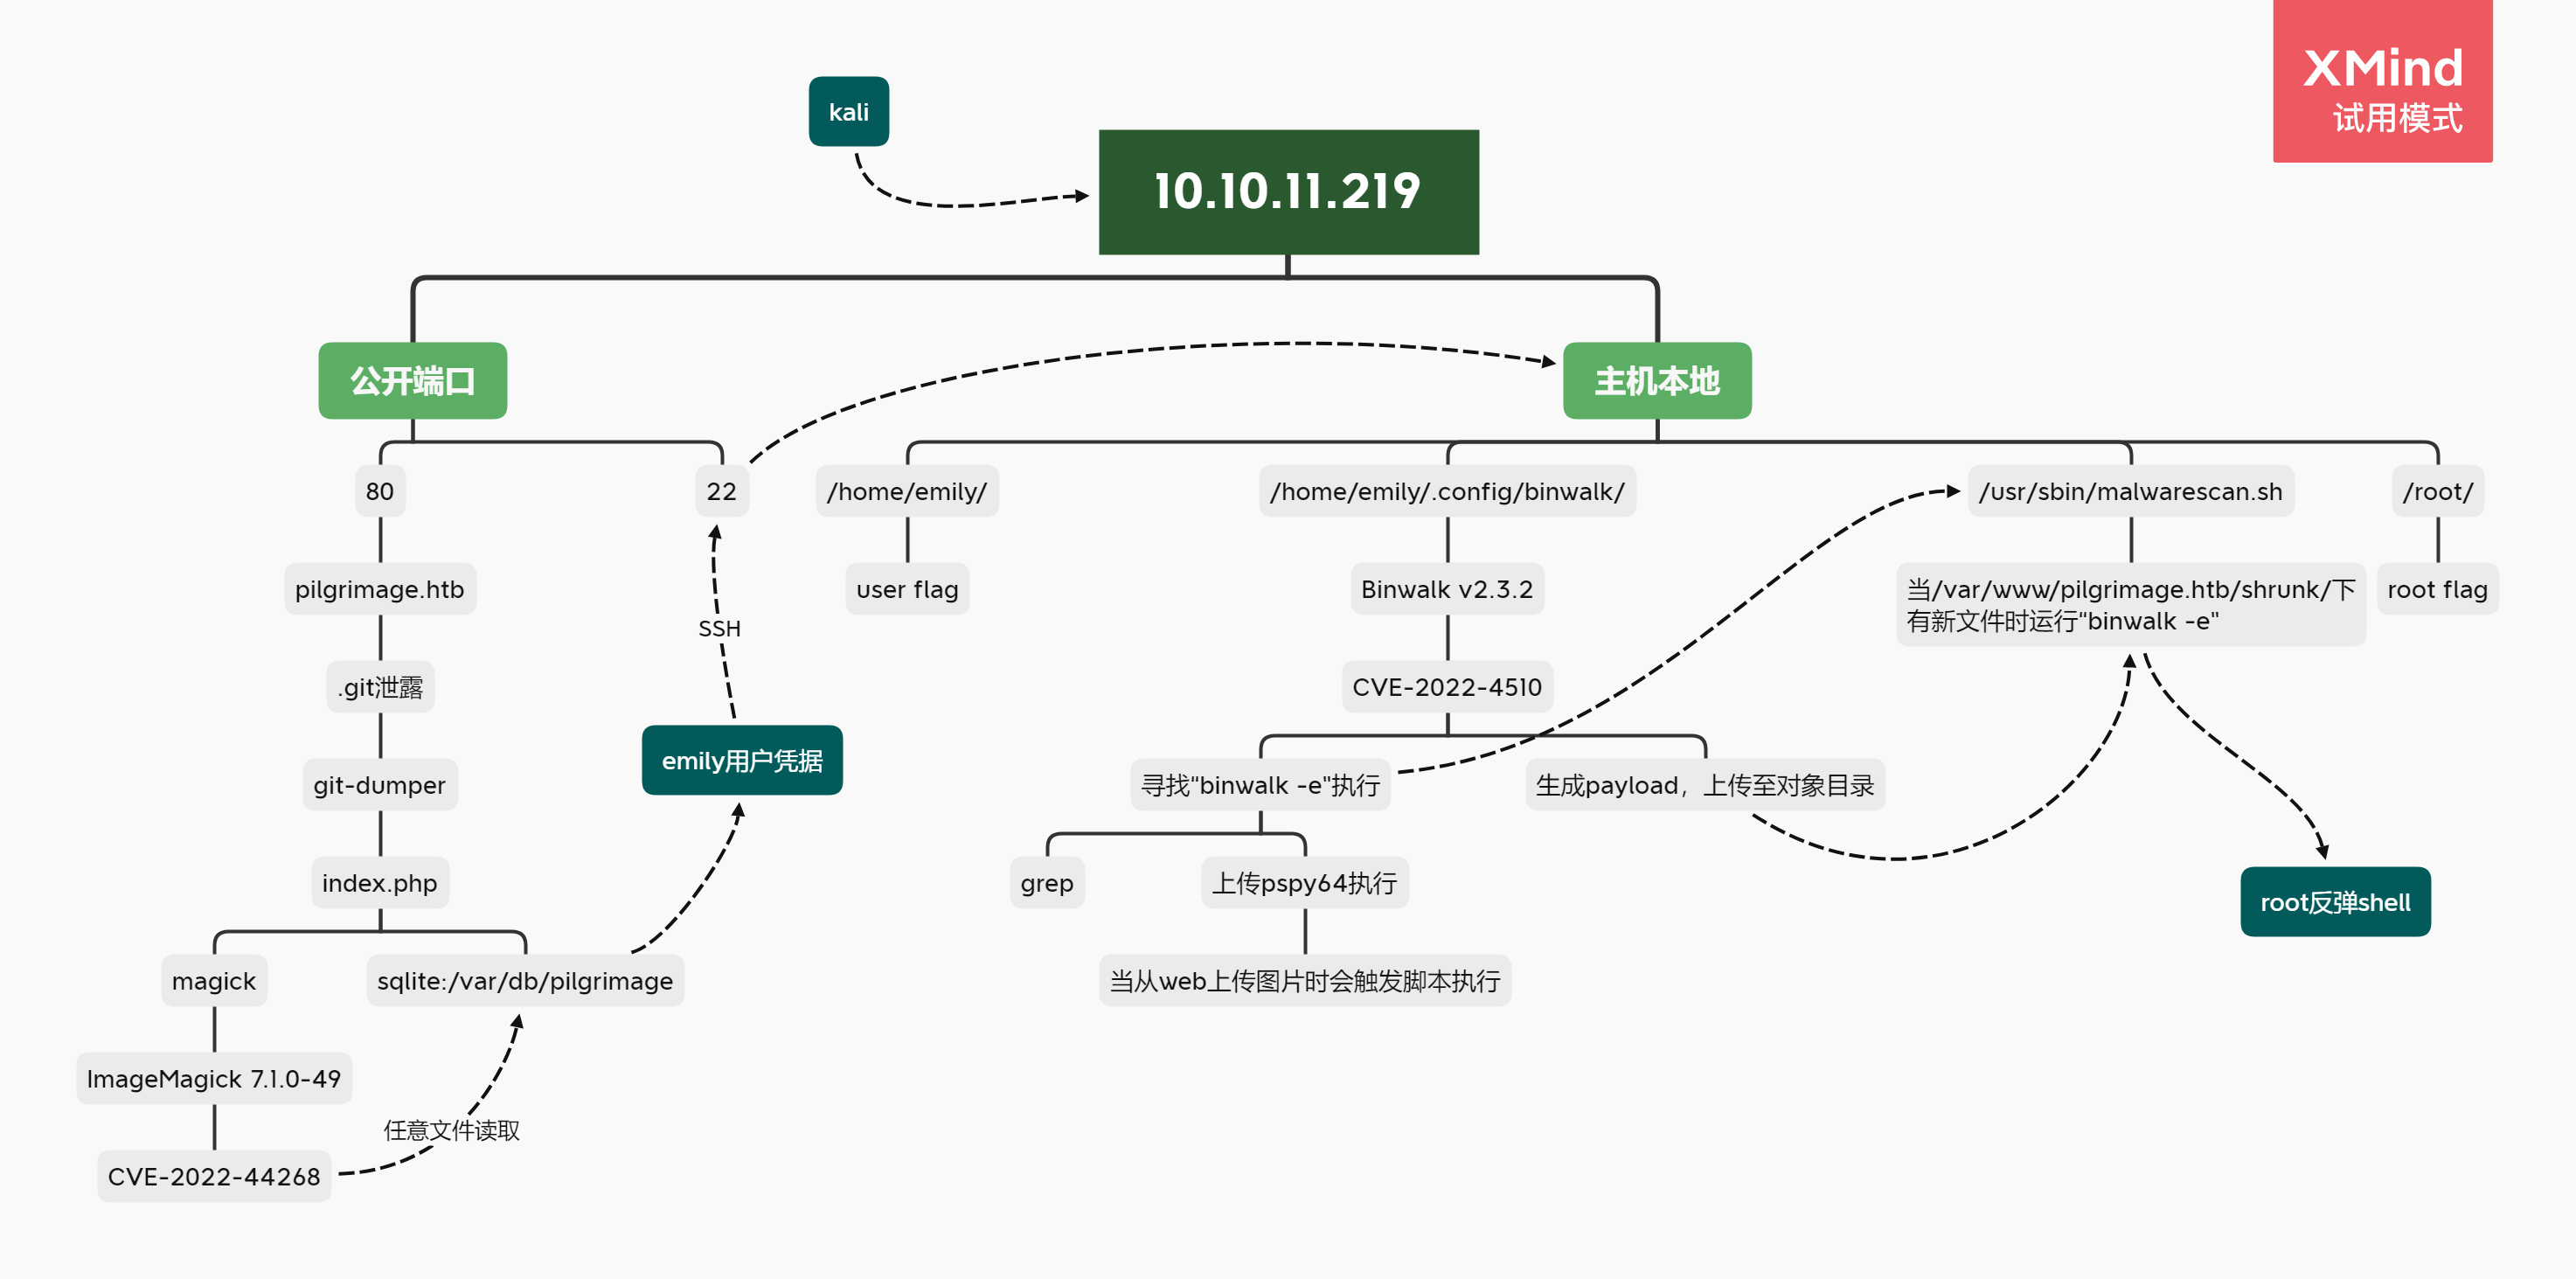 XMind
试用模式
kali
10.10.11.219
公开端口
主机本地
80
22
/home/emily/
/home/emily/.config/binwalk/
/usr/sbin/malwarescan.sh
/root/
pilgrimage.htb
user flag
Binwalk v2.3.2
当/var/www/pilgrimage.htb/shrunk/下
有新文件时运行“binwalk -e”
root flag
SSH
.git泄露
CVE-2022-4510
emily用户凭据
git-dumper
寻找“binwalk -e”执行
生成payload，上传至对象目录
index.php
grep
上传pspy64执行
root反弹shell
magick
sqlite:/var/db/pilgrimage
当从web上传图片时会触发脚本执行
ImageMagick 7.1.0-49
任意文件读取
CVE-2022-44268